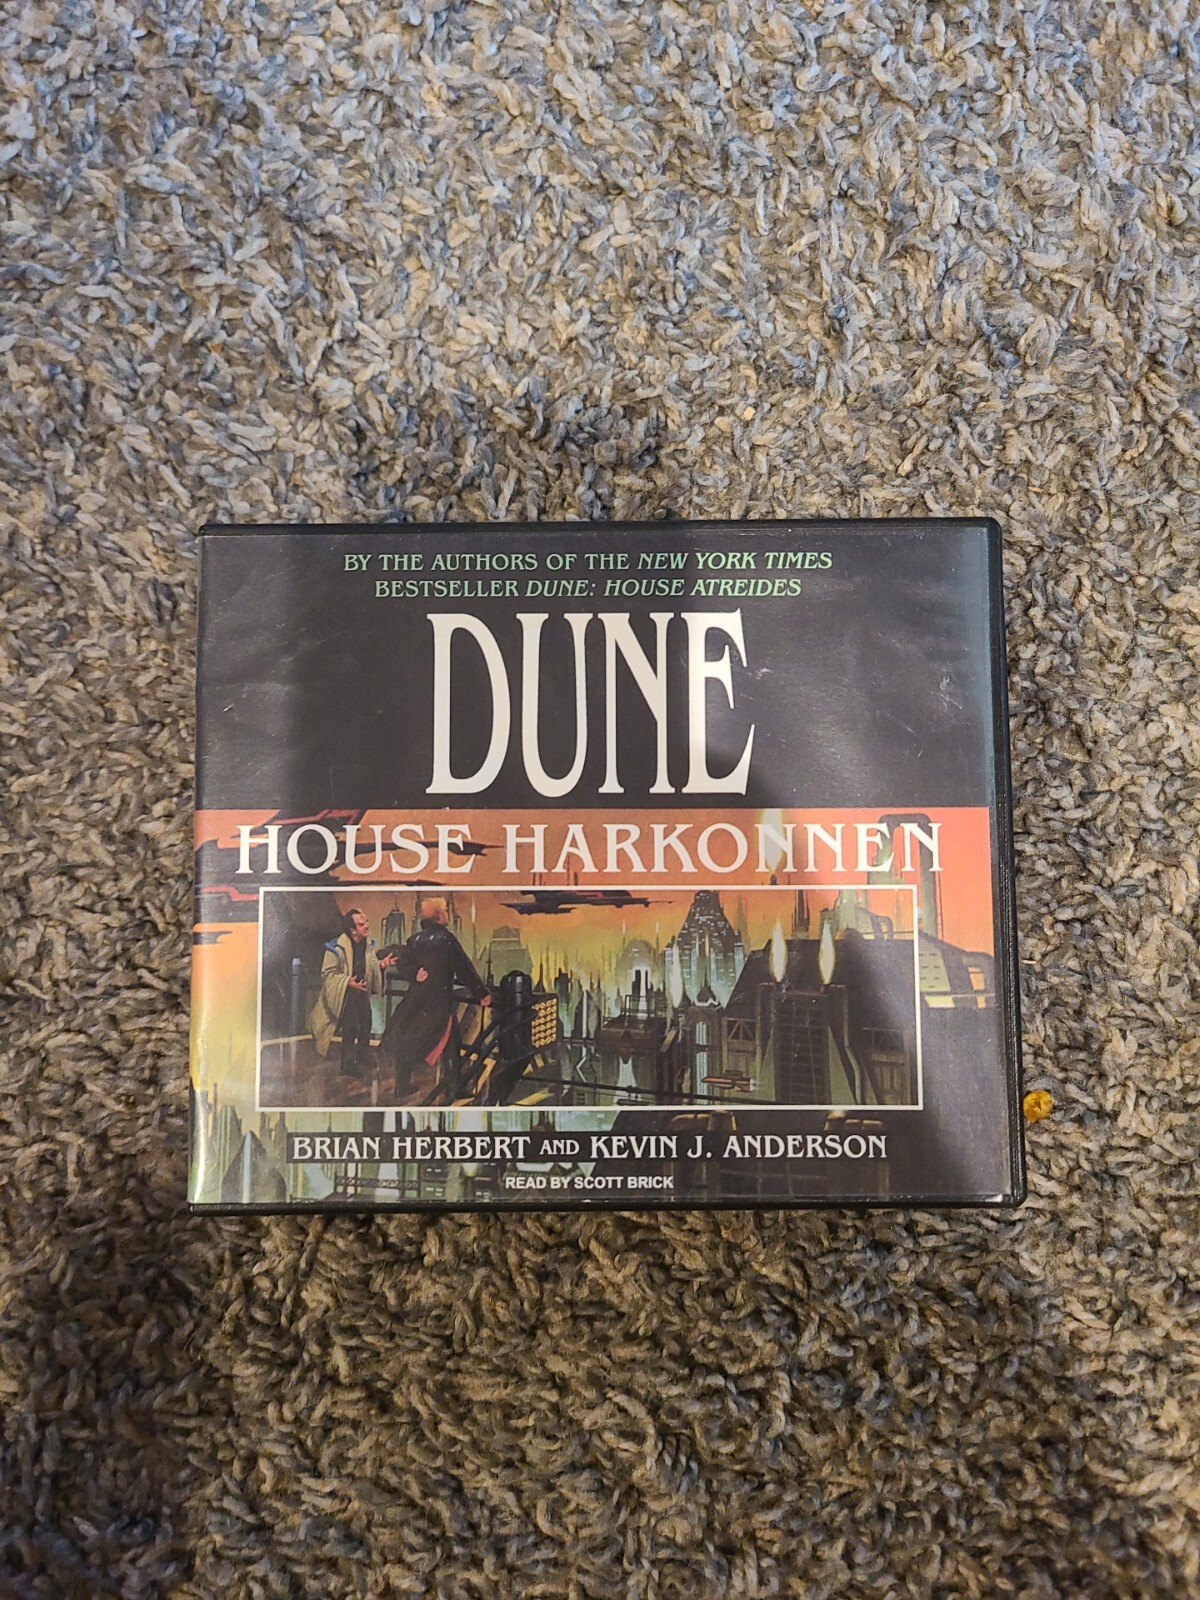 BY THE AUTHORS OF THE NEW YORK TIMES
BESTSELLER DUNE: HOUSE ATREIDES
DUNE
HOUSE HARKONNEN
BRIAN HERBERT AND KEVIN J. ANDERSON
READ BY SCOTT BRICK